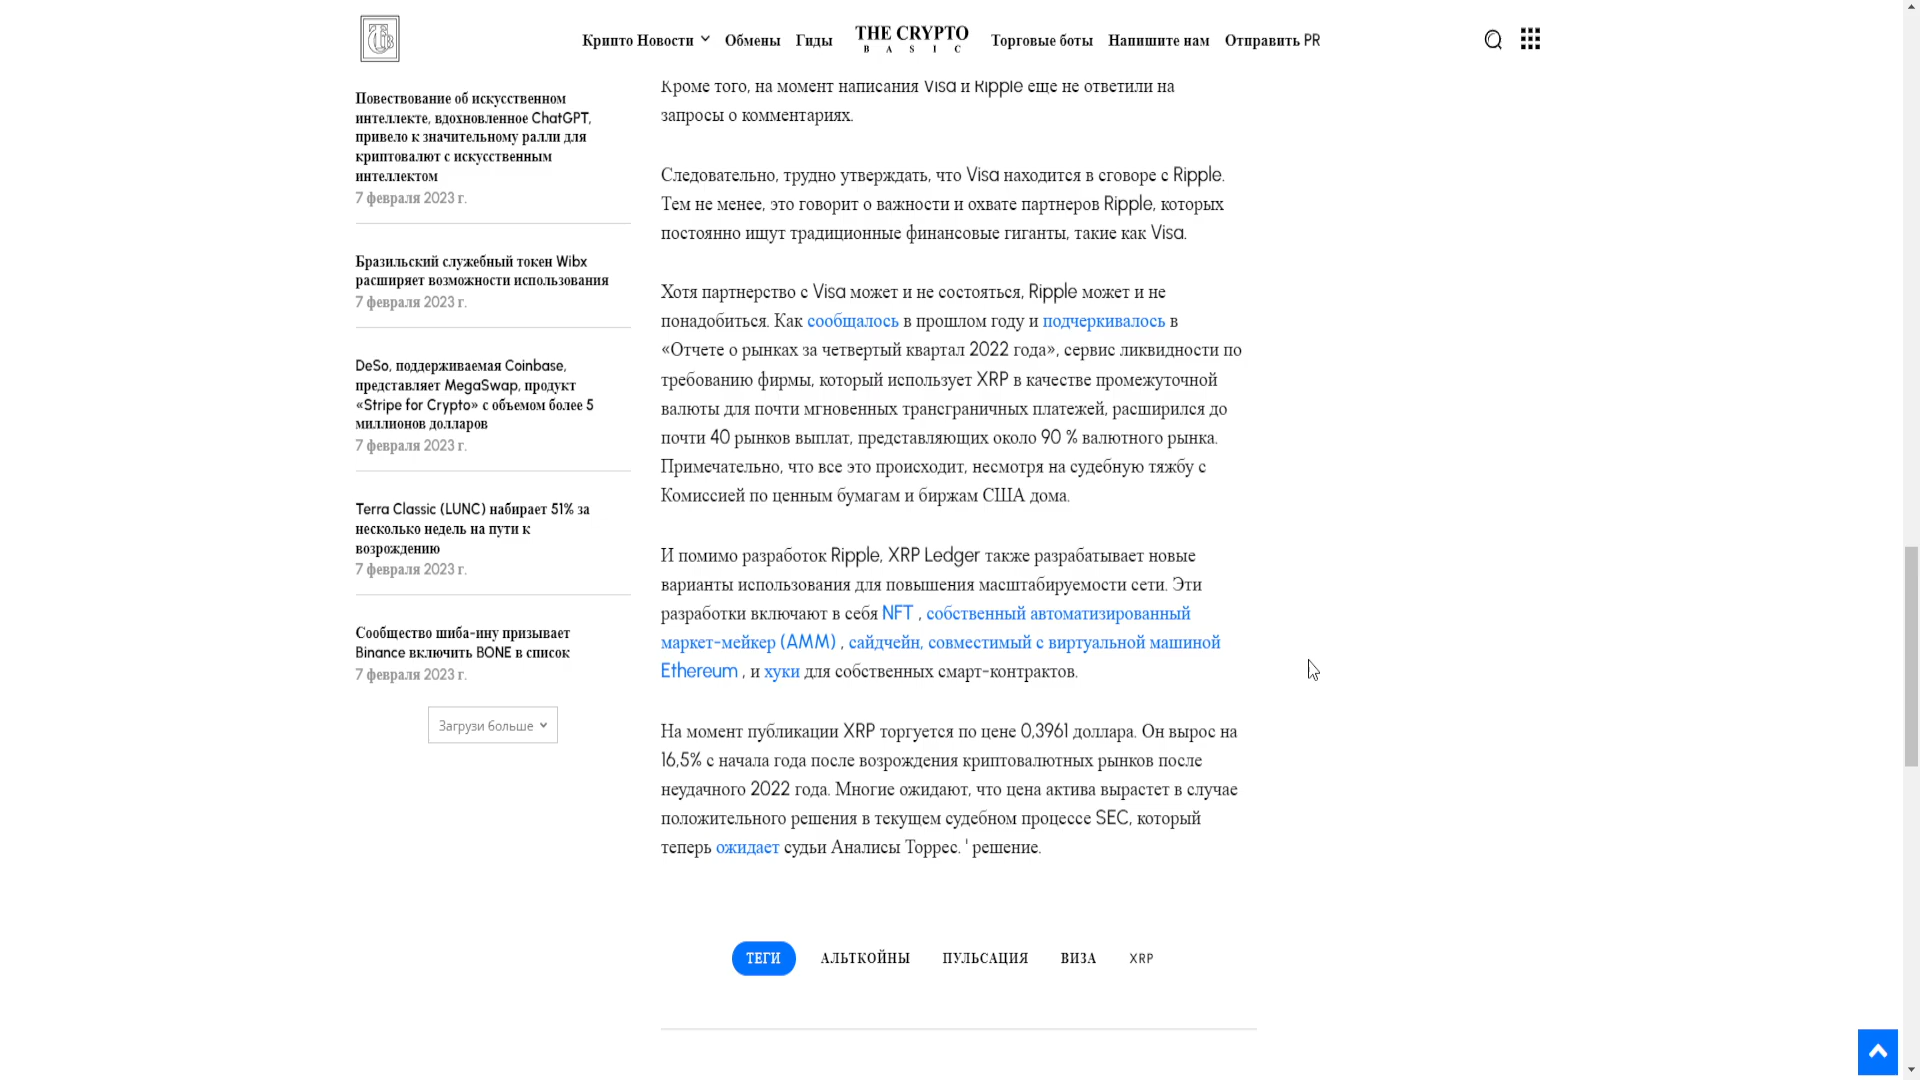 Крипто Новости
Обмены
Гиды
THE CRYPTO
BASIC
Торговые боты
Напишите нам
Отправить PR
Повествование об искусственном
интеллекте, вдохновленное ChatGPT,
привело к значительному ралли для
криптовалют с искусственным
интеллектом
7 февраля 2023 г.
Бразильский служебный токен Wibx
расширяет возможности использования
7 февраля 2023 г.
DeSo, поддерживаемая Coinbase,
представляет MegaSwap, продукт
«Stripe for Crypto» с объемом более 5
миллионов долларов
7 февраля 2023 г.
Terra Classic (LUNC) набирает 51% за
несколько недель на пути к
возрождению
7 февраля 2023 г.
Сообщество шиба-ину призывает
Binance включить BONE в список
7 февраля 2023 г.
Загрузи больше
Кроме того, на момент написания Visa и Ripple еще не ответили на
запросы о комментариях.
Следовательно, трудно утверждать, что Visa находится в сговоре с Ripple.
Тем не менее, это говорит о важности и охвате партнеров Ripple, которых
постоянно ищут традиционные финансовые гиганты, такие как Visa.
Хотя партнерство с Visa может и не состояться, Ripple может и не
понадобиться. Как сообщалось в прошлом году и подчеркивалось в
«Отчете о рынках за четвертый квартал 2022 года», сервис ликвидности по
требованию фирмы, который использует XRP в качестве промежуточной
валюты для почти мгновенных трансграничных платежей, расширился до
почти 40 рынков выплат, представляющих около 90 % валютного рынка.
Примечательно, что все это происходит, несмотря на судебную тяжбу с
Комиссией по ценным бумагам и биржам США дома.
И помимо разработок Ripple, XRP Ledger также разрабатывает новые
варианты использования для повышения масштабируемости сети. Эти
разработки включают в себя NFT , собственный автоматизированный
маркет-мейкер (AMM) , сайдчейн, совместимый с виртуальной машиной
Ethereum , и хуки для собственных смарт-контрактов.
На момент публикации XRP торгуется по цене 0,3961 доллара. Он вырос на
16,5% с начала года после возрождения криптовалютных рынков после
неудачного 2022 года. Многие ожидают, что цена актива вырастет в случае
положительного решения в текущем судебном процессе SEC, который
теперь ожидает судьи Аналисы Торрес. ' решение.
ТЕГИ
АЛЬТКОЙНЫ
ПУЛЬСАЦИЯ
ВИЗА
XRP